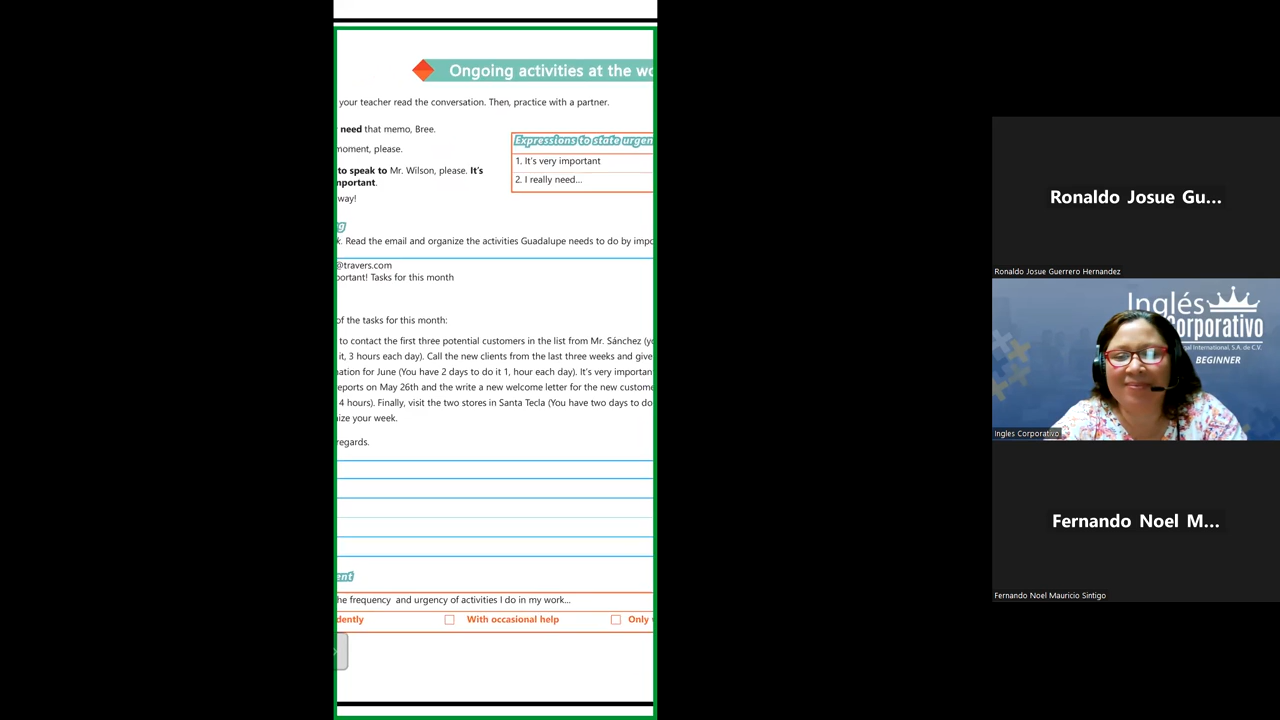 Ongoing activities at the wo
your teacher read the conversation. Then, practice with a partner.
need that memo, Bree.
moment, please.
to speak to Mr. Wilson, please. It's
mportant.
way!
Expressions to state urgen
1. It's very important
2. I really need...
g
k. Read the email and organize the activities Guadalupe needs to do by impo
@travers.com
portant! Tasks for this month
of the tasks for this month:
to contact the first three potential customers in the list from Mr. Sánchez (yo
it, 3 hours each day). Call the new clients from the last three weeks and give
nation for June (You have 2 days to do it 1, hour each day). It's very important
eports on May 26th and the write a new welcome letter for the new custome
4 hours). Finally, visit the two stores in Santa Tecla (You have two days to do
ize your week.
regards.
ent
he frequency and urgency of activities I do in my work...
dently
With occasional help
Only
Ronaldo Josue Gu...
Ronaldo Josue Guerrero Hernandez
Inglés
Corporativo
gal International, S.A. de C.V.
BEGINNER
Ingles Corporativo
Fernando Noel M...
Fernando Noel Mauricio Sintigo